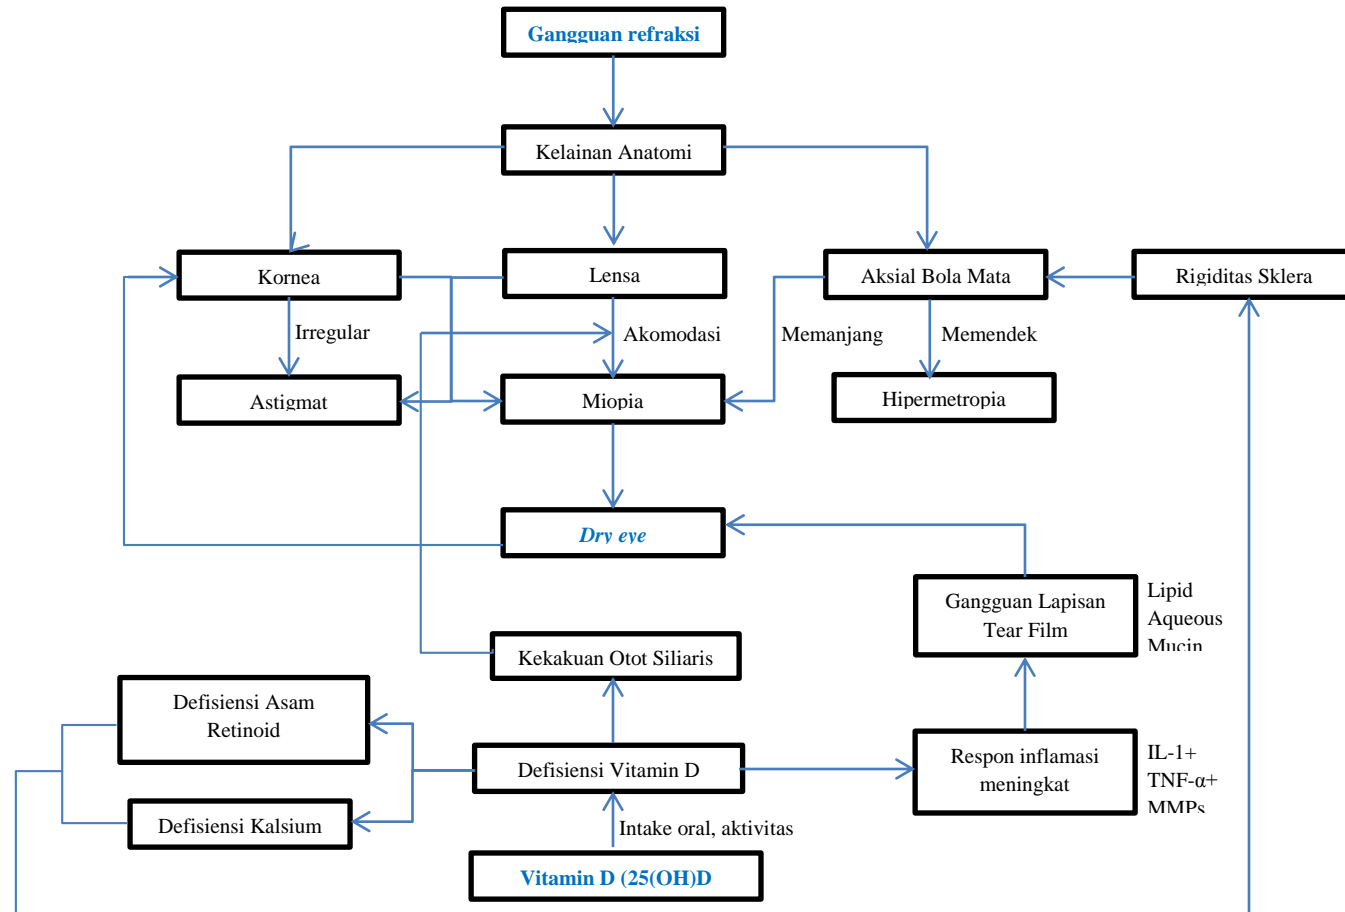 Gangguan refraksi
Kelainan Anatomi
Kornea
Lensa
Aksial Bola Mata
Rigiditas Sklera
Irregular
Akomodasi
Memanjang
Memendek
Astigmat
Miopia
Hipermetropia
Dry eye
Gangguan Lapisan
Tear Film
Lipid
Aqueous
Mucin
Kekakuan Otot Siliaris
Defisiensi Asam
Retinoid
Defisiensi Vitamin D
Respon inflamasi
meningkat
IL-1+
TNF-α+
MMPs
Defisiensi Kalsium
Intake oral, aktivitas
Vitamin D (25(OH)D